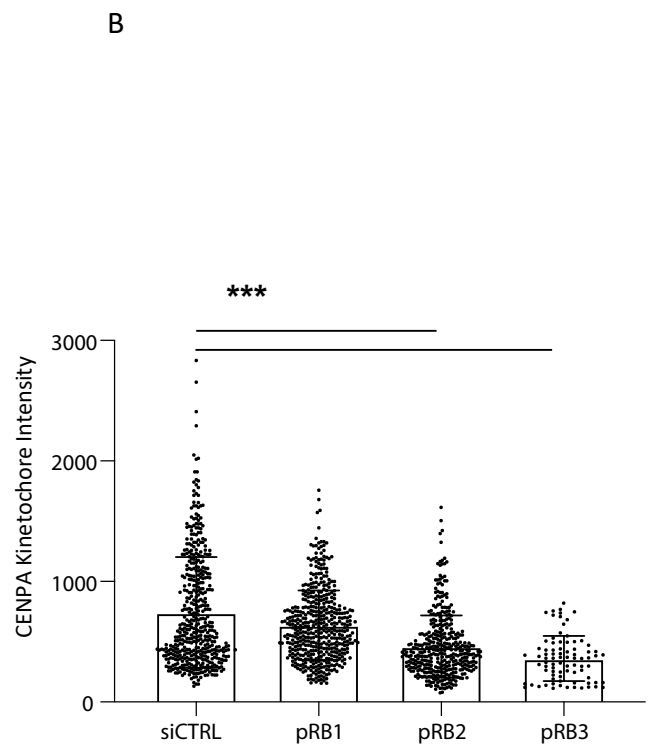 B
***
3000
2000
1000
0
CENPA Kinetochore Intensity
siCTRL pRB1 pRB2 pRB3